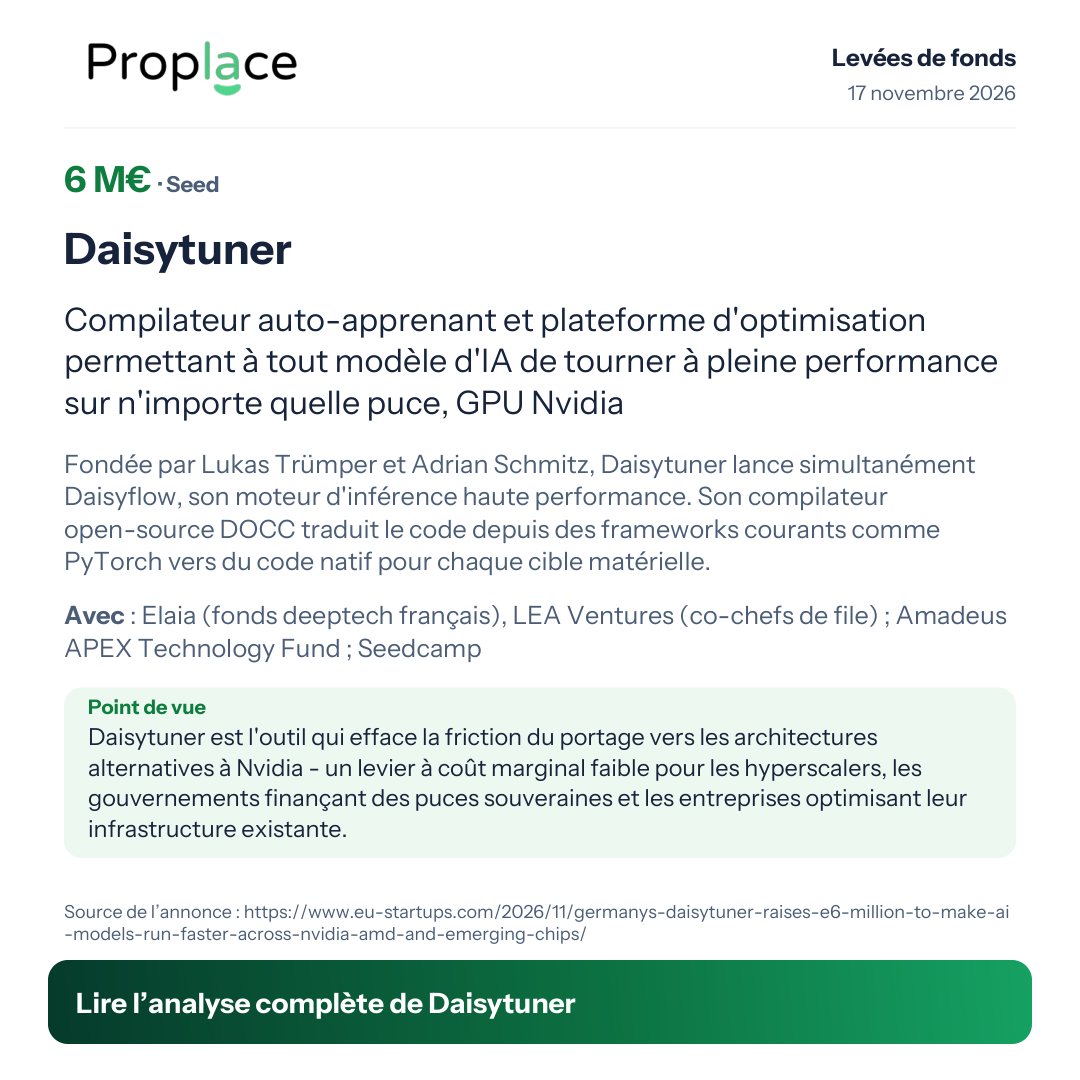 Proplace
Levées de fonds
17 novembre 2026
6 M€ · Seed
Daisytuner
Compilateur auto-apprenant et plateforme d'optimisation
permettant à tout modèle d'IA de tourner à pleine performance
sur n'importe quelle puce, GPU Nvidia
Fondée par Lukas Trümper et Adrian Schmitz, Daisytuner lance simultanément
Daisyflow, son moteur d'inférence haute performance. Son compilateur
open-source DOCC traduit le code depuis des frameworks courants comme
PyTorch vers du code natif pour chaque cible matérielle.
Avec : Elaia (fonds deeptech français), LEA Ventures (co-chefs de file) ; Amadeus
APEX Technology Fund ; Seedcamp
Point de vue
Daisytuner est l'outil qui efface la friction du portage vers les architectures
alternatives à Nvidia - un levier à coût marginal faible pour les hyperscalers, les
gouvernements finançant des puces souveraines et les entreprises optimisant leur
infrastructure existante.
Source de l’annonce : https://www.eu-startups.com/2026/11/germanys-daisytuner-raises-e6-million-to-make-ai
-models-run-faster-across-nvidia-amd-and-emerging-chips/
Lire l’analyse complète de Daisytuner